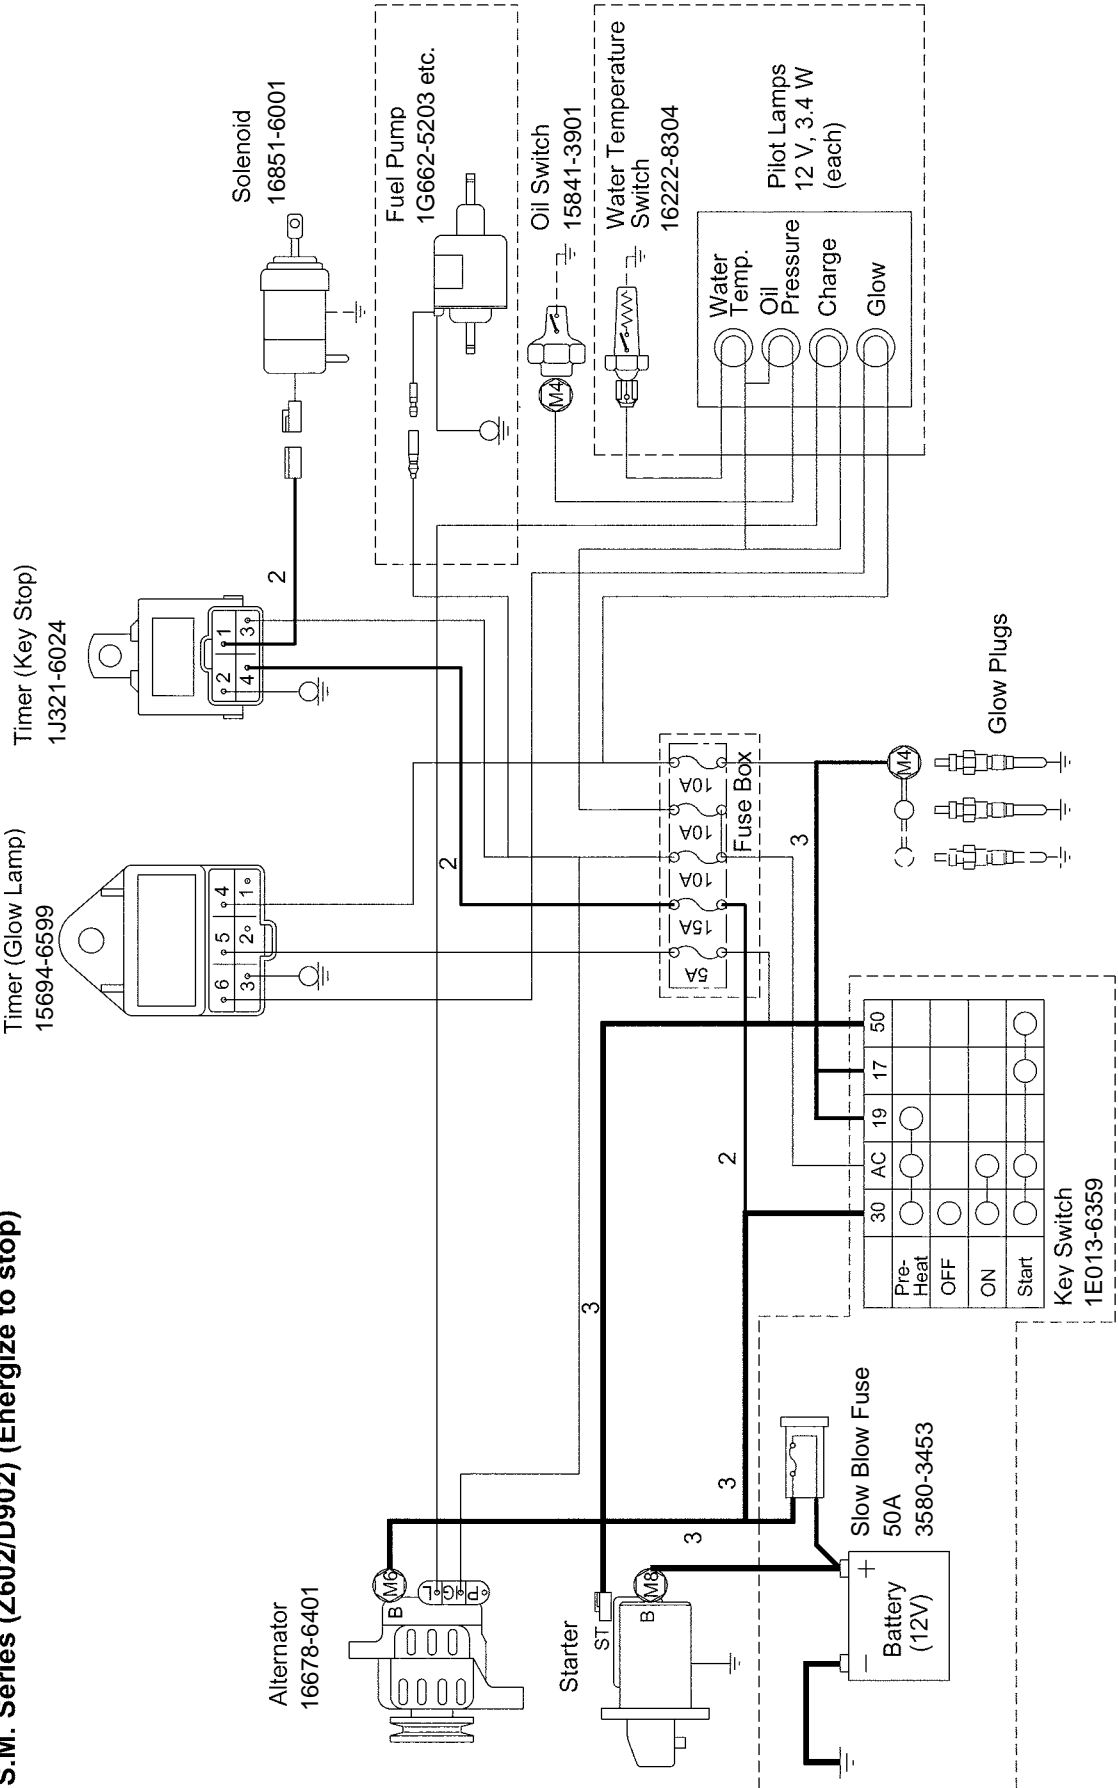 S.M. Series (Z602/D902) (Energize to stop)
Timer (Glow Lamp)
15694-6599
6
5
4
3
2
1
Timer (Key Stop)
1J321-6024
2
1
4
3
2
Solenoid
16851-6001
Fuel Pump
1G662-5203 etc.
Oil Switch
15841-3901
M4
Water Temperature
Switch
16222-8304
Pilot Lamps
12 V, 3.4 W
(each)
Water
Temp.
Oil
Pressure
Charge
Glow
Alternator
16678-6401
B
M6
L
IG
P
2
5A
15A
10A
10A
10A
Fuse Box
Starter
ST
B
M8
3
3
3
2
3
M4
Glow Plugs
Slow Blow Fuse
50A
3580-3453
Battery
(12V)
−
+
30
AC
19
17
50
Pre-
Heat
OFF
ON
Start
Key Switch
1E013-6359